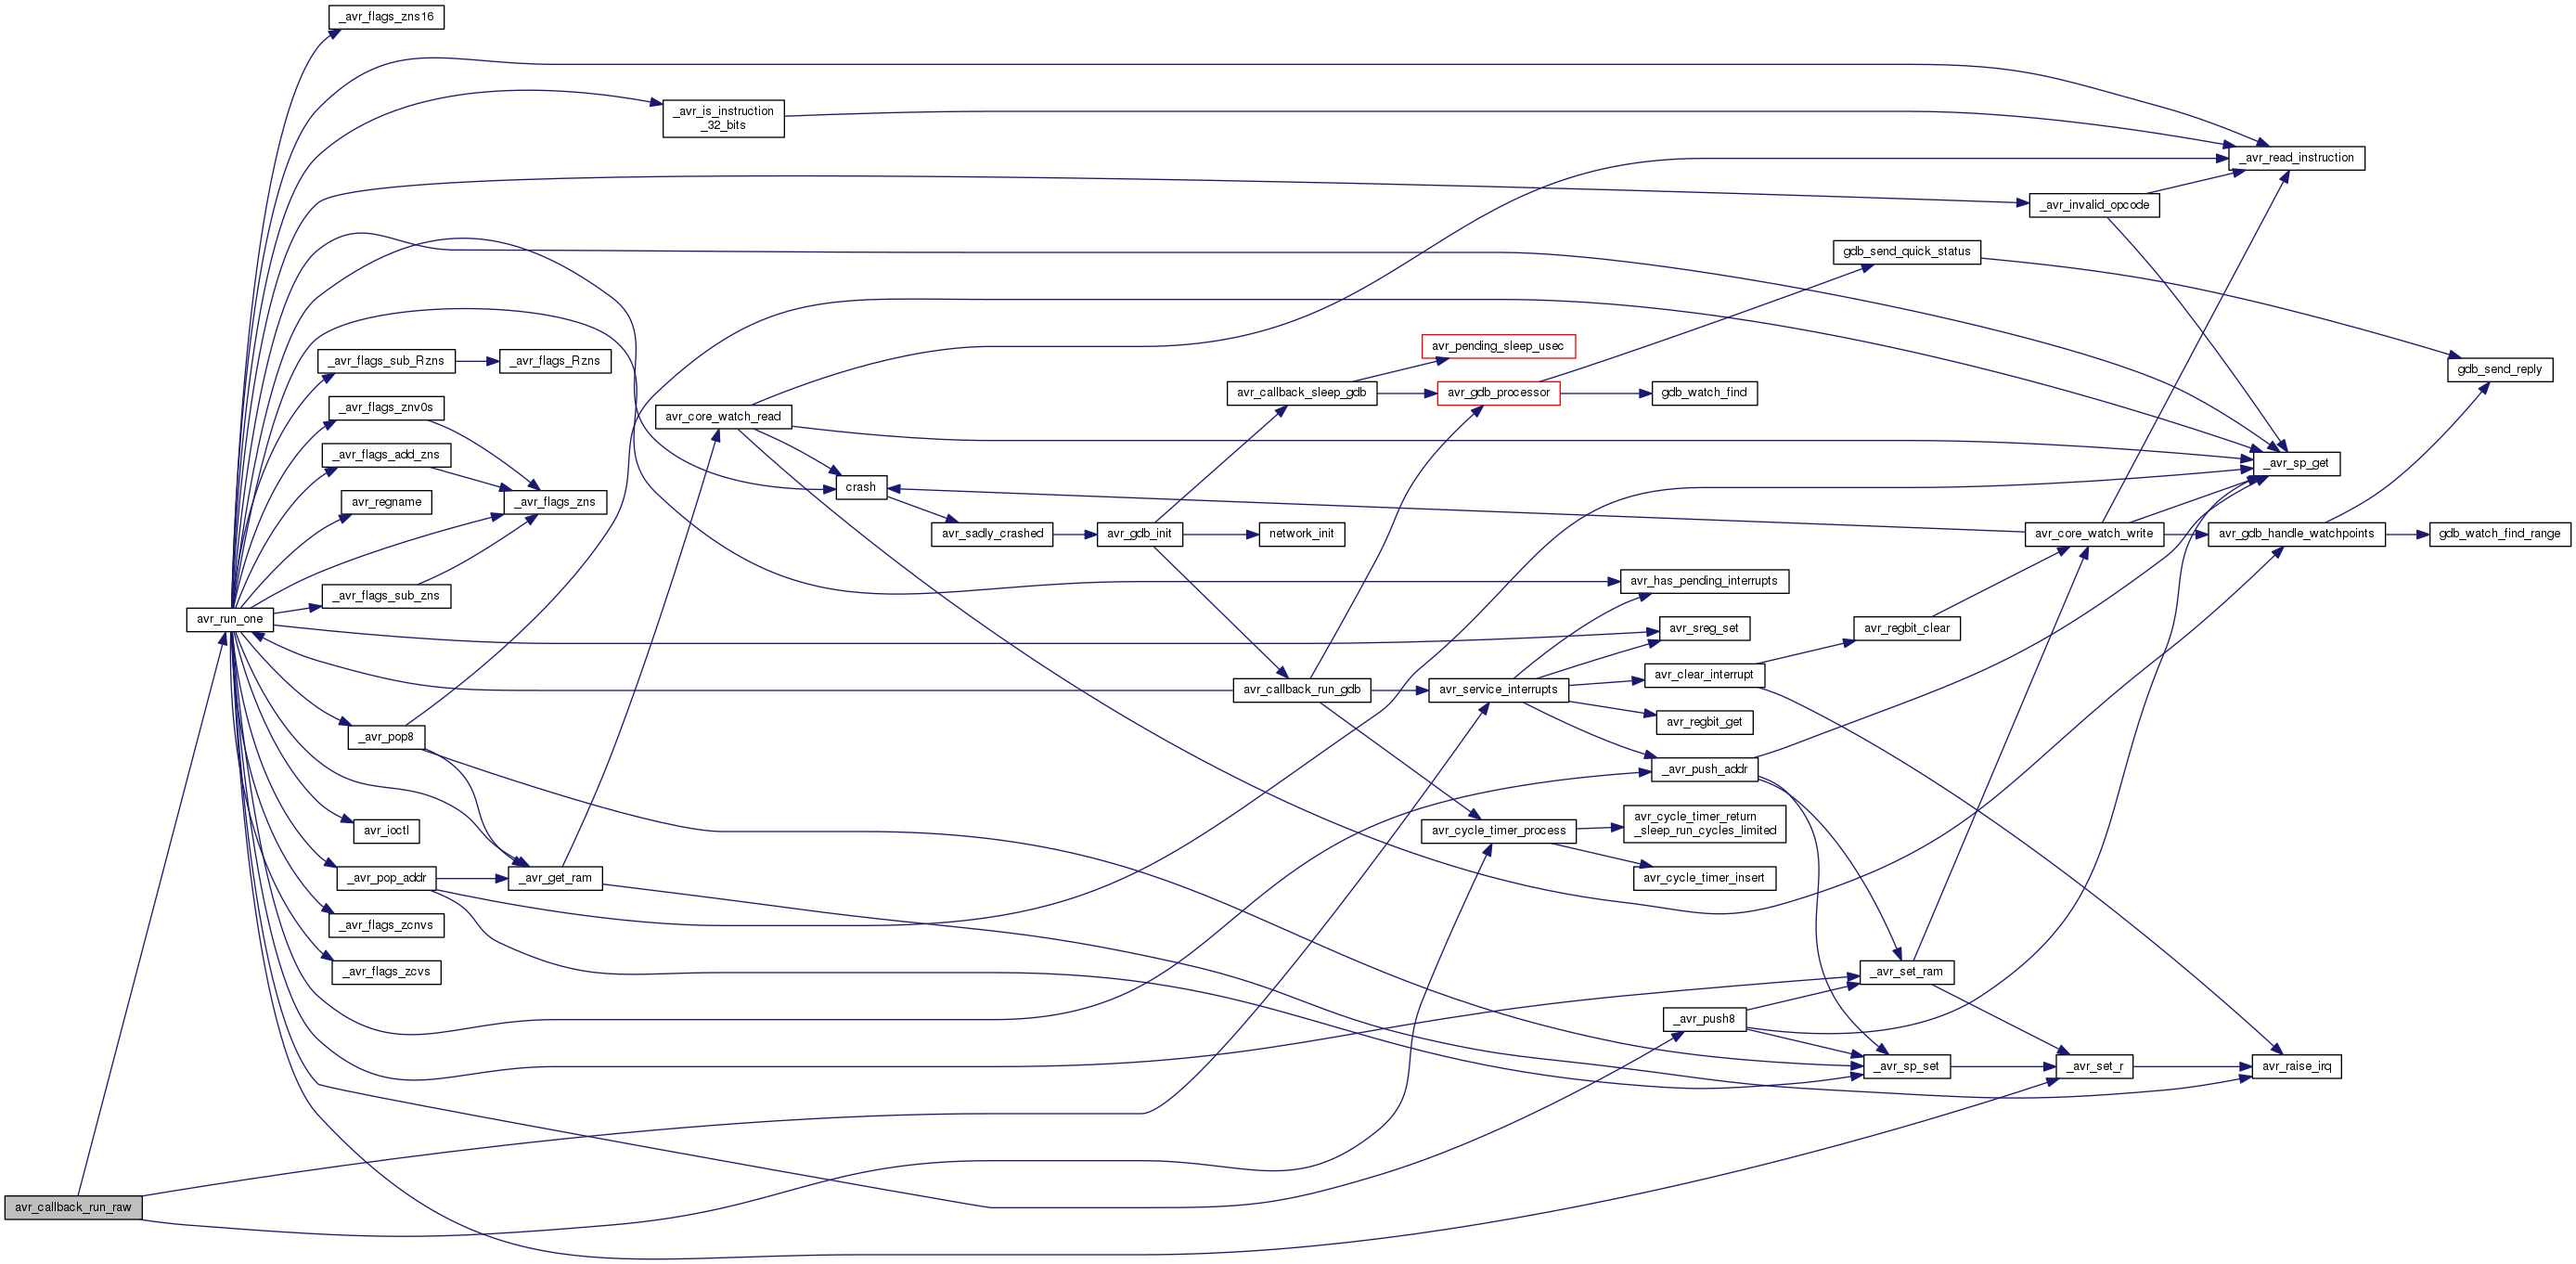 _avr_flags_zns16
_avr_is_instruction
_32_bits
_avr_read_instruction
_avr_invalid_opcode
gdb_send_quick_status
avr_pending_sleep_usec
_avr_flags_sub_Rzns
_avr_flags_Rzns
gdb_send_reply
avr_callback_sleep_gdb
avr_gdb_processor
gdb_watch_find
_avr_flags_znv0s
avr_core_watch_read
_avr_flags_add_zns
_avr_sp_get
crash
avr_regname
_avr_flags_zns
avr_sadly_crashed
avr_gdb_init
network_init
avr_core_watch_write
avr_gdb_handle_watchpoints
gdb_watch_find_range
avr_has_pending_interrupts
_avr_flags_sub_zns
avr_run_one
avr_sreg_set
avr_regbit_clear
avr_clear_interrupt
avr_callback_run_gdb
avr_service_interrupts
avr_regbit_get
_avr_pop8
_avr_push_addr
avr_ioctl
avr_cycle_timer_process
avr_cycle_timer_return
_sleep_run_cycles_limited
_avr_pop_addr
_avr_get_ram
avr_cycle_timer_insert
_avr_flags_zcnvs
_avr_flags_zcvs
_avr_set_ram
_avr_push8
_avr_sp_set
_avr_set_r
avr_raise_irq
avr_callback_run_raw